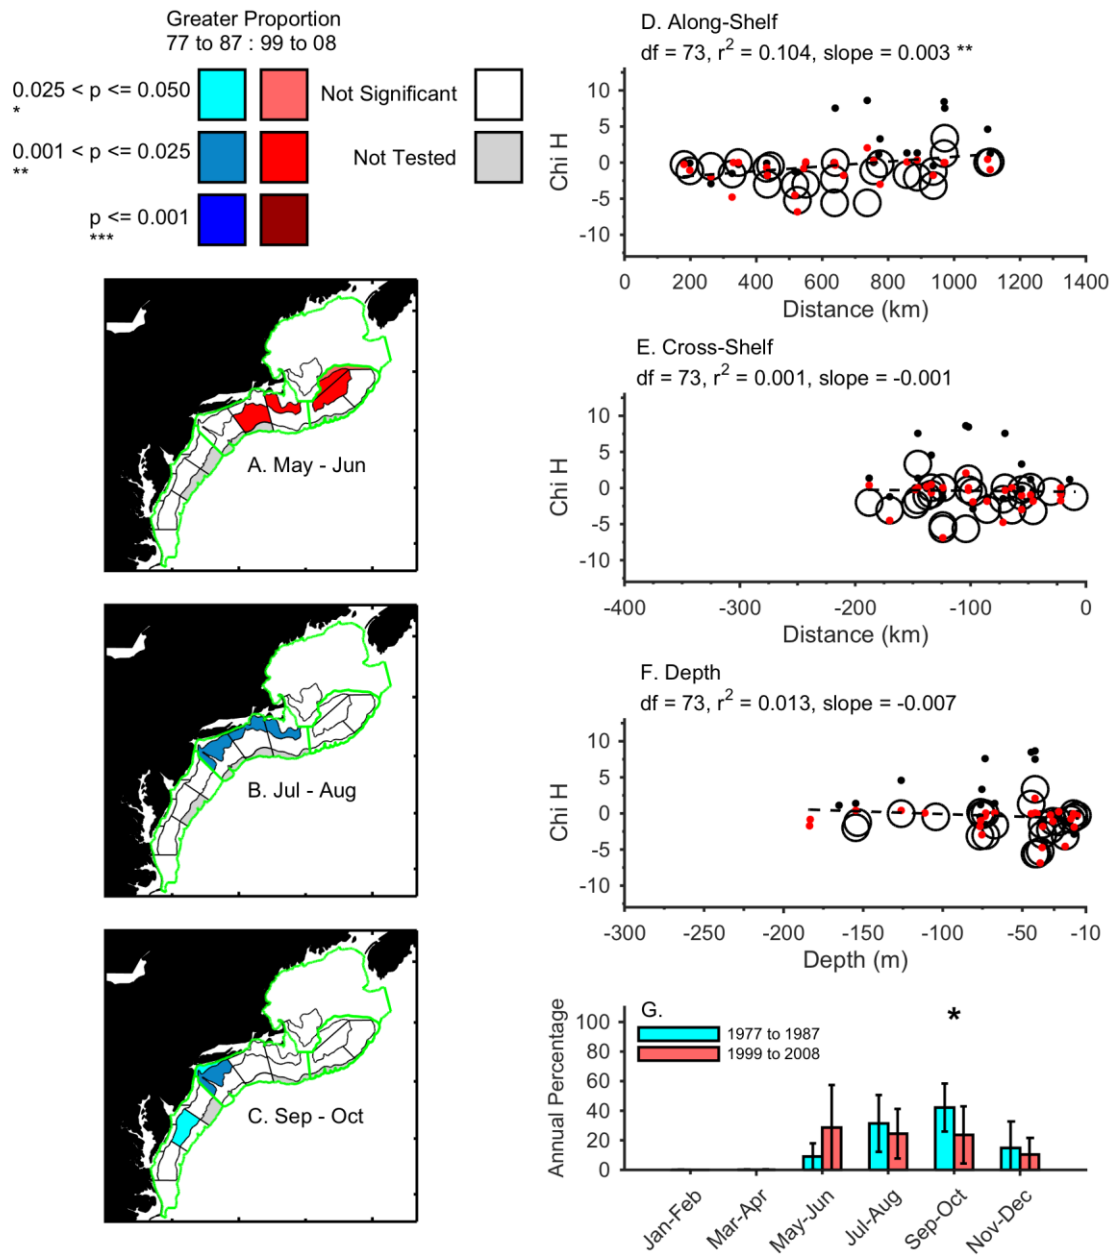 Greater Proportion
77 to 87 : 99 to 08
0.025 < p <= 0.050
*
0.001 < p <= 0.025
**
p <= 0.001
***
Not Significant
Not Tested
A. May - Jun
B. Jul - Aug
C. Sep - Oct
D. Along-Shelf
df = 73, r² = 0.104, slope = 0.003 **
Chi H
10
5
0
-5
-10
0 200 400 600 800 1000 1200 1400
Distance (km)
E. Cross-Shelf
df = 73, r² = 0.001, slope = -0.001
Chi H
10
5
0
-5
-10
-400 -300 -200 -100 0
Distance (km)
F. Depth
df = 73, r² = 0.013, slope = -0.007
Chi H
10
5
0
-5
-10
-300 -250 -200 -150 -100 -50 -10
Depth (m)
G.
*
1977 to 1987
1999 to 2008
Annual Percentage
100
80
60
40
20
0
Jan-Feb Mar-Apr May-Jun Jul-Aug Sep-Oct Nov-Dec